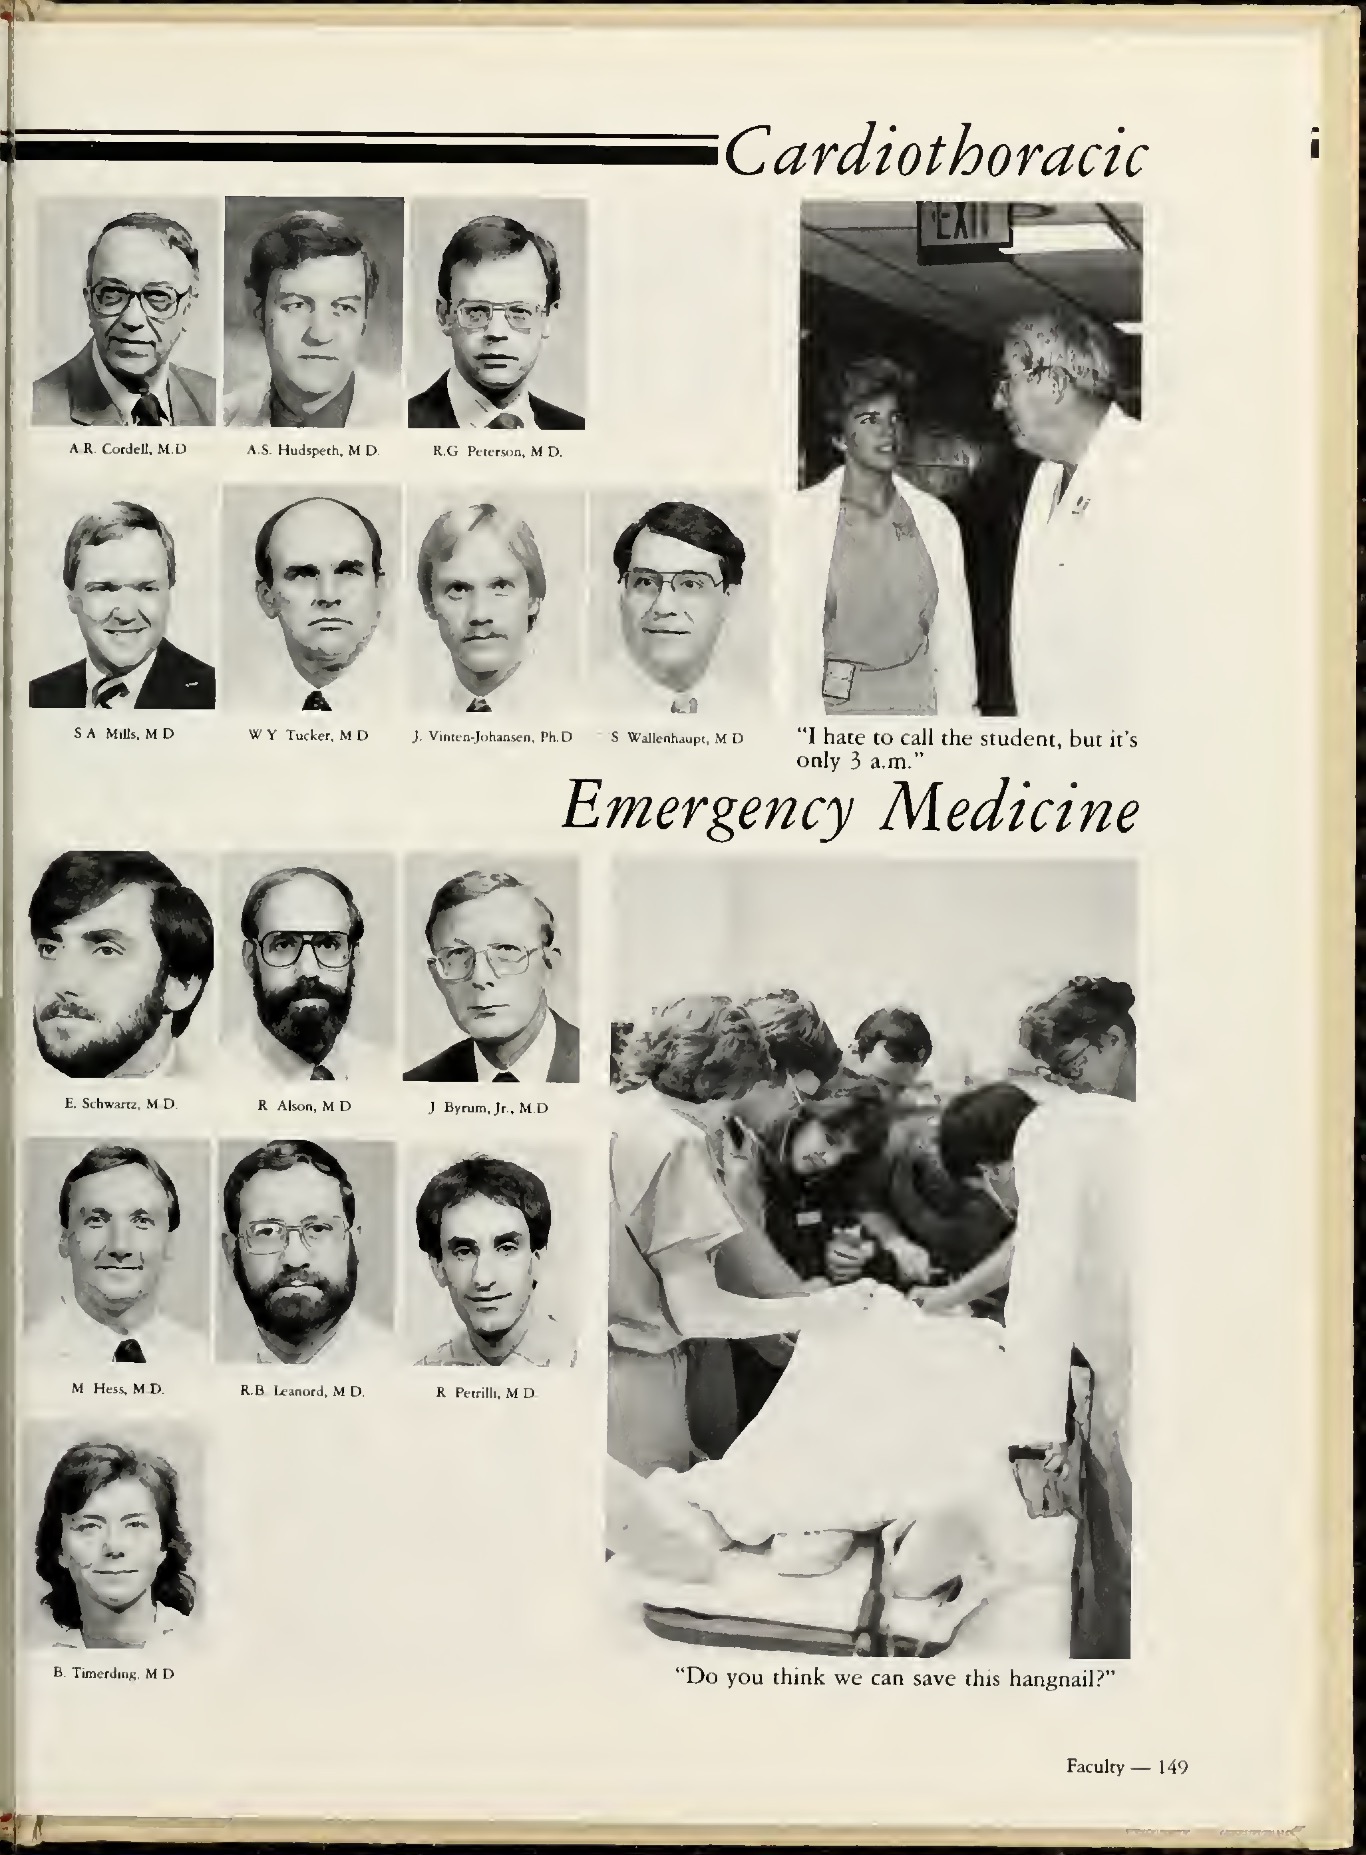 Cardiothoracic
EXIT
A.R. Cordell, M.D
A.S. Hudspeth, M D.
R.G Peterson, M D.
S A Mills, M D
W Y Tucker, M D
J. Vinten-Johansen, Ph.D
S Wallenhaupt, M D
"I hate to call the student, but it's
only 3 a.m."
Emergency Medicine
E. Schwartz, M D.
R Alson, M D
J Byrum, Jr., M.D
M Hess, M D.
R.B Leanord, M D.
R Petrilli, M D
B. Timerding, M D
"Do you think we can save this hangnail?"
Faculty — 149